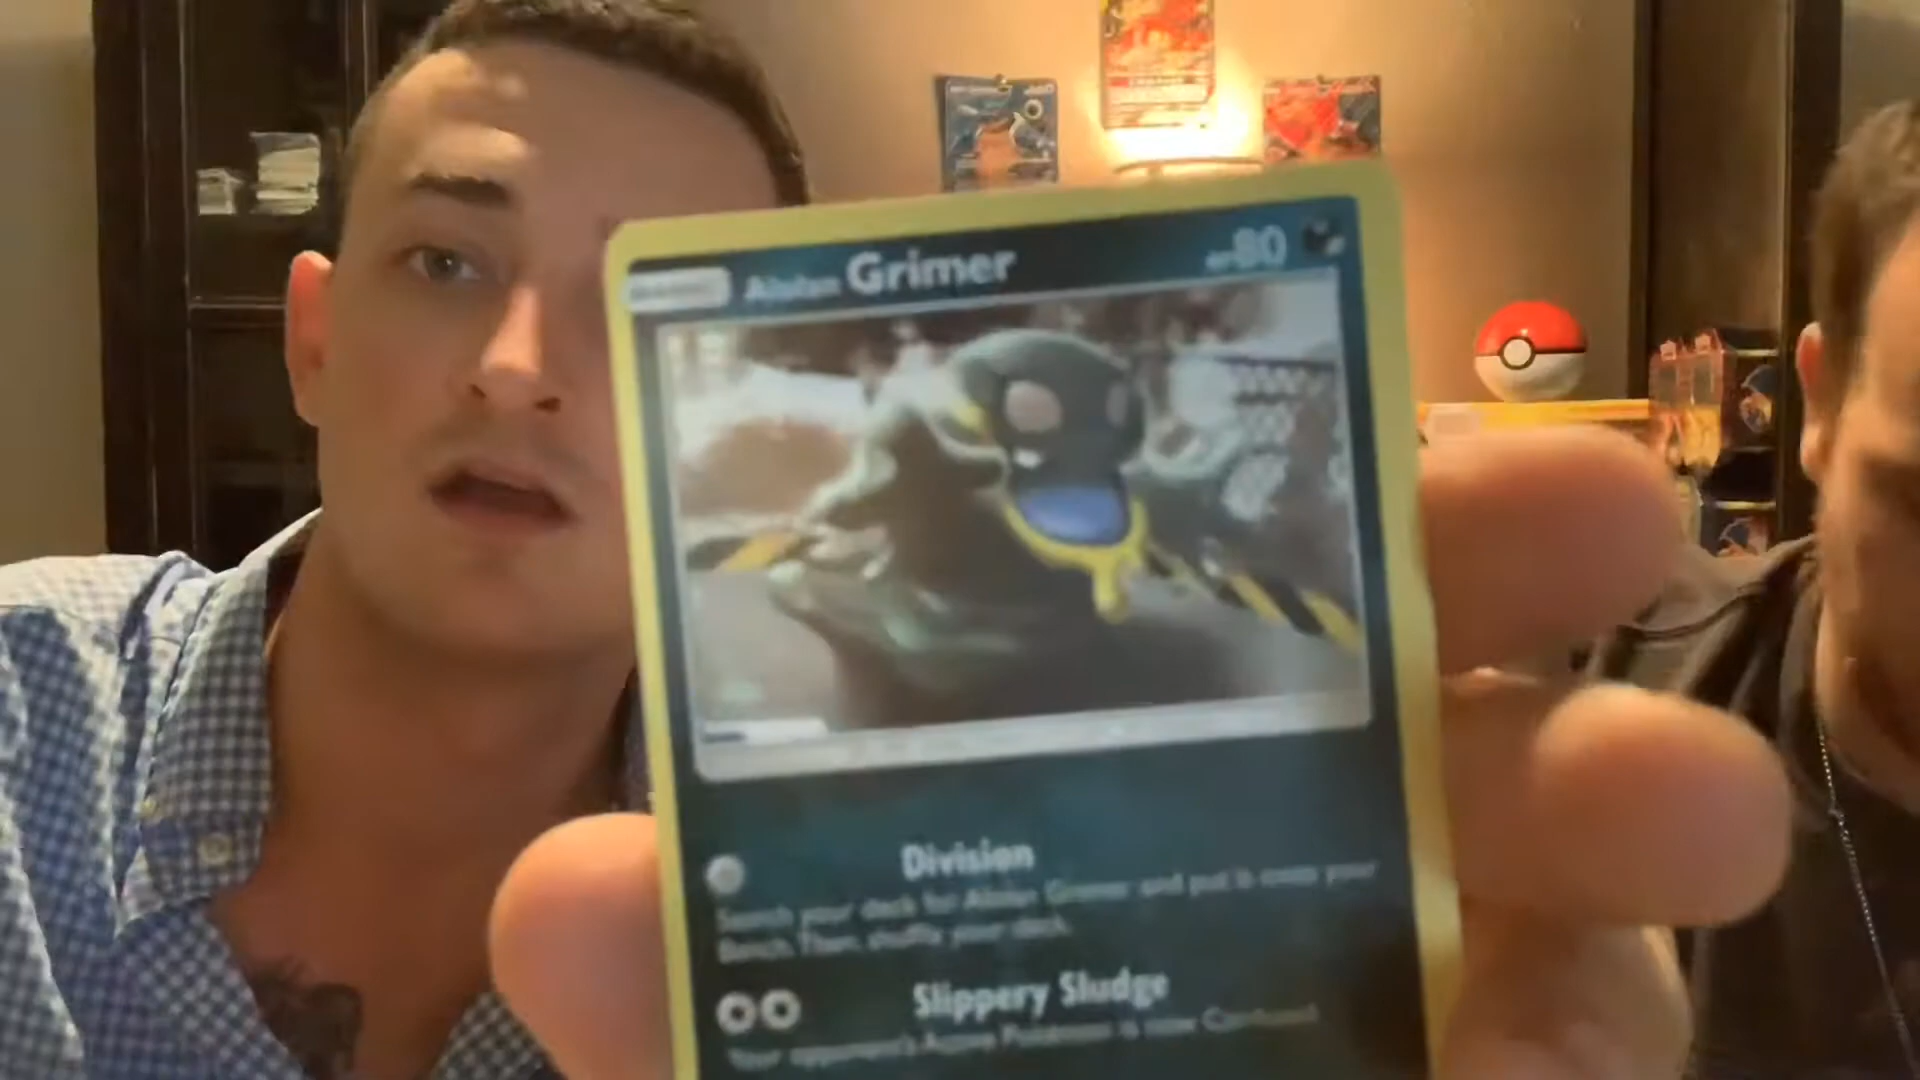 Alolan Grimer HP80
Division
Search your deck for Alolan Grimer and put it onto your
Bench. Then, shuffle your deck.
Slippery Sludge
Your opponent's Active Pokémon is now Confused.